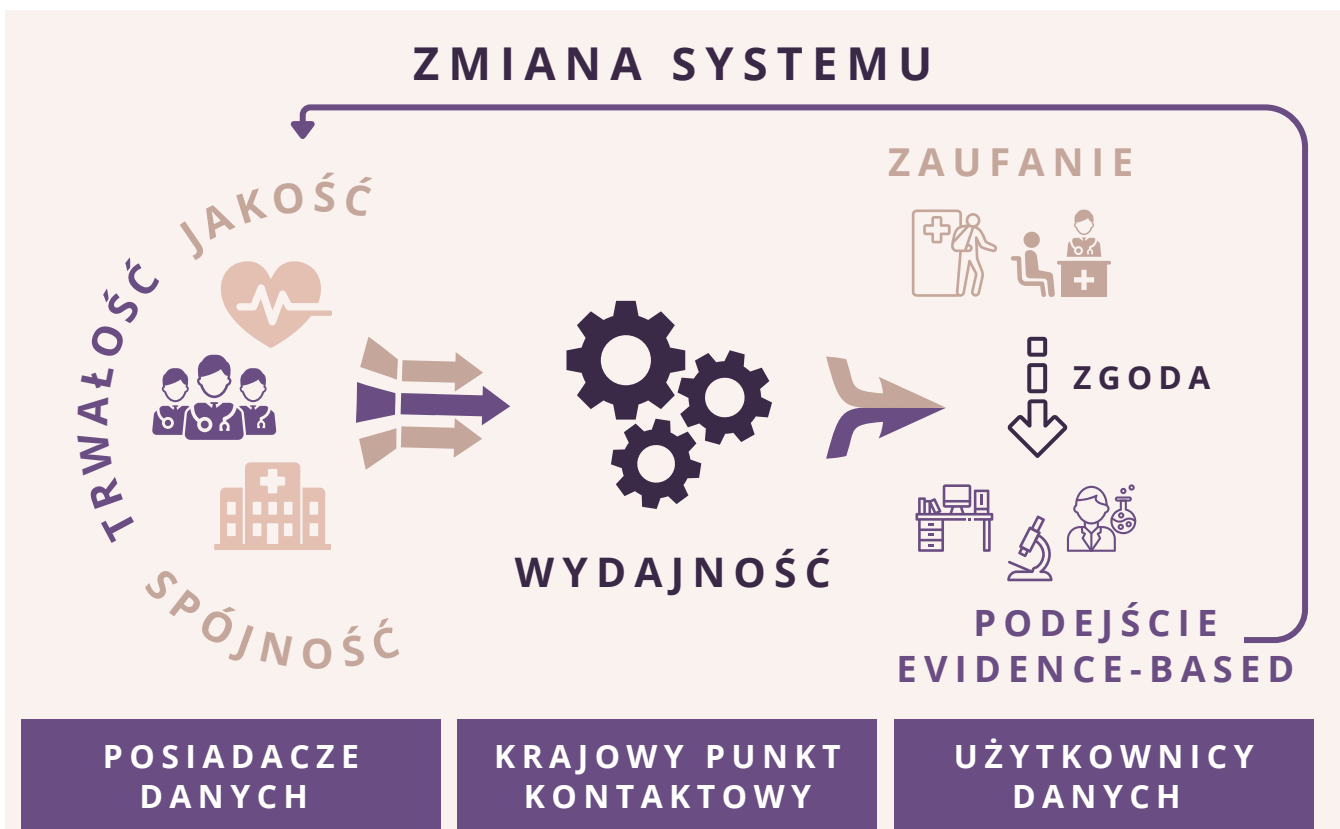 ZMIANA SYSTEMU
JAKOŚĆ
TRWAŁOŚĆ
SPÓJNOŚĆ
WYDAJNOŚĆ
ZAUFANIE
ZGODA
PODEJŚCIE
EVIDENCE-BASED
POSIADACZE
DANYCH
KRAJOWY PUNKT
KONTAKTOWY
UŻYTKOWNICY
DANYCH